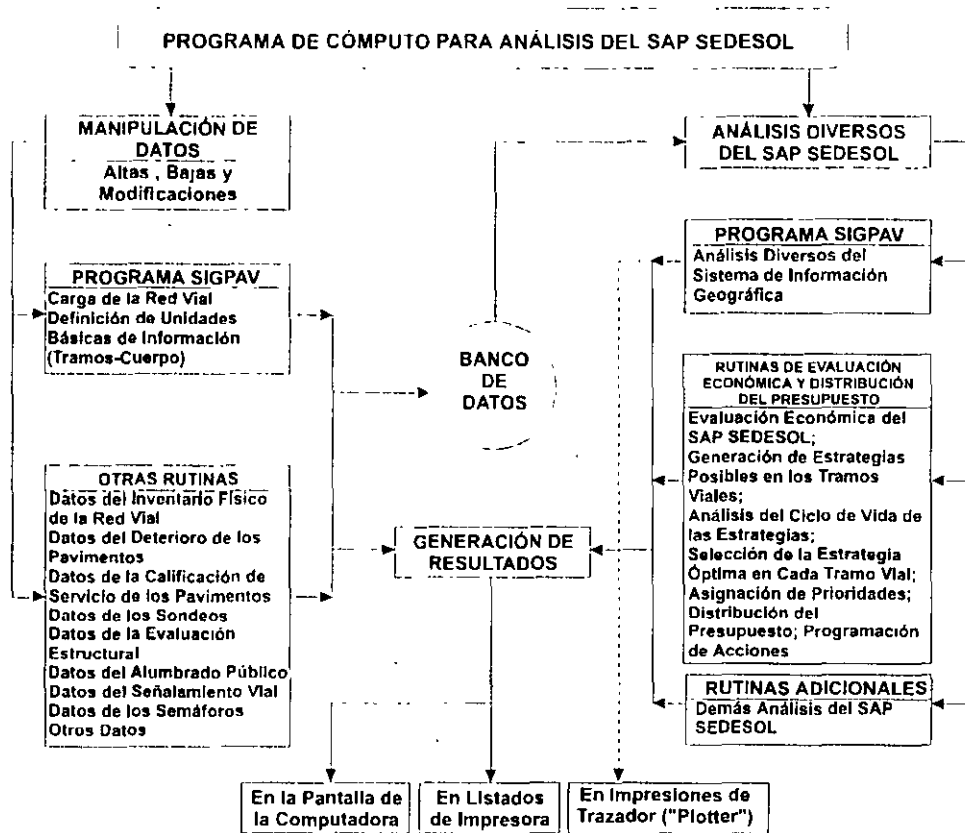 PROGRAMA DE CÓMPUTO PARA ANÁLISIS DEL SAP SEDESOL
MANIPULACIÓN DE
DATOS
Altas , Bajas y
Modificaciones
PROGRAMA SIGPAV
Carga de la Red Vial
Definición de Unidades
Básicas de Información
(Tramos-Cuerpo)
OTRAS RUTINAS
Datos del Inventario Físico
de la Red Vial
Datos del Deterioro de los
Pavimentos
Datos de la Calificación de
Servicio de los Pavimentos
Datos de los Sondeos
Datos de la Evaluación
Estructural
Datos del Alumbrado Público
Datos del Señalamiento Vial
Datos de los Semáforos
Otros Datos
BANCO
DE
DATOS
GENERACIÓN DE
RESULTADOS
ANÁLISIS DIVERSOS
DEL SAP SEDESOL
PROGRAMA SIGPAV
Análisis Diversos del
Sistema de Información
Geográfica
RUTINAS DE EVALUACIÓN
ECONÓMICA Y DISTRIBUCIÓN
DEL PRESUPUESTO
Evaluación Económica del
SAP SEDESOL;
Generación de Estrategias
Posibles en los Tramos
Viales;
Análisis del Ciclo de Vida de
las Estrategias;
Selección de la Estrategia
Óptima en Cada Tramo Vial;
Asignación de Prioridades;
Distribución del
Presupuesto; Programación
de Acciones
RUTINAS ADICIONALES
Demás Análisis del SAP
SEDESOL
En la Pantalla de
la Computadora
En Listados
de Impresora
En Impresiones de
Trazador ("Plotter")